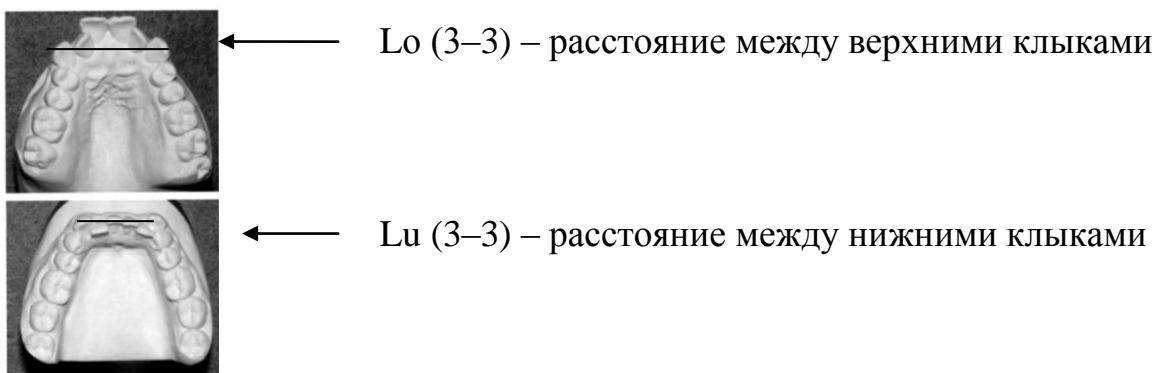 Lo (3–3) – расстояние между верхними клыками
Lu (3–3) – расстояние между нижними клыками